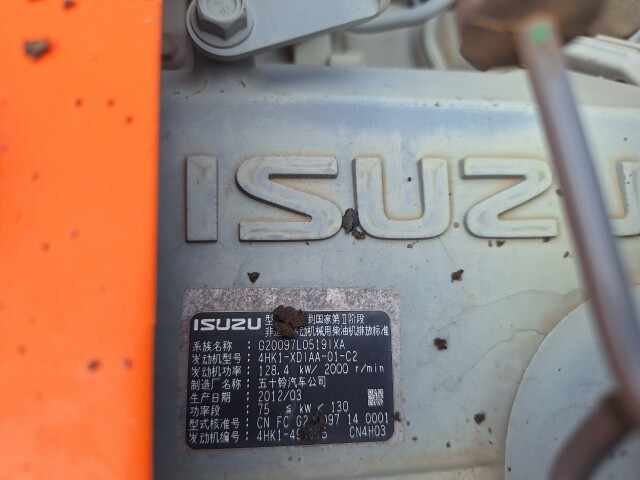 ISUZU
ISUZU 型 到国家第Ⅱ阶段
非 动机械用柴油机排放标准
系族名称： G20097L0519IXA
发动机型号： 4HK1-XDIAA-01-C2
发动机功率： 128.4 kW/ 2000 r/min
制造厂名称： 五十铃汽车公司
生产日期： 2012/03
功率段： 75 ≤ kW < 130
型式核准号： CN FC G2 097 14 0001
发动机编号： 4HK1-49 CN4H03